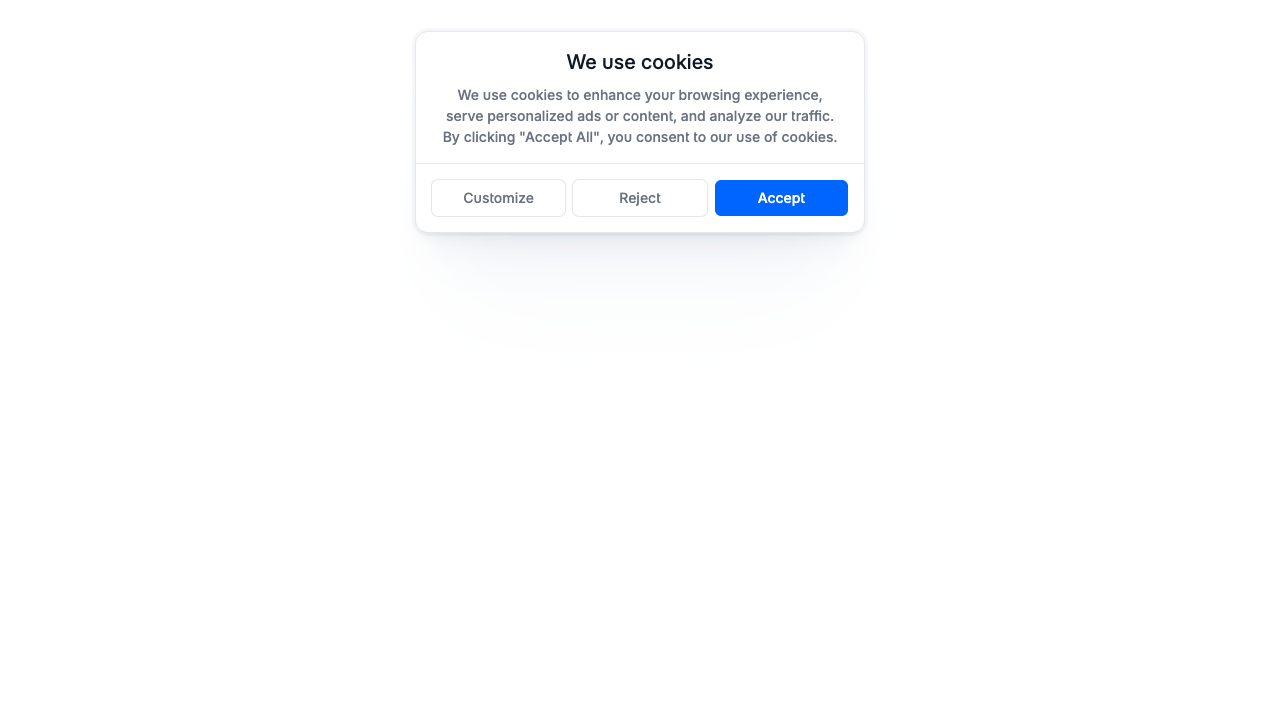 We use cookies
We use cookies to enhance your browsing experience,
serve personalized ads or content, and analyze our traffic.
By clicking "Accept All", you consent to our use of cookies.
Customize
Reject
Accept